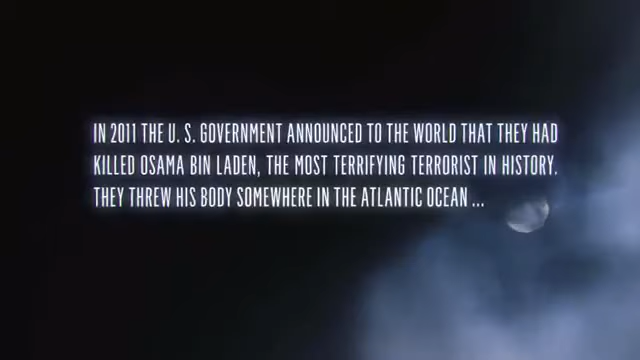 IN 2011 THE U. S. GOVERNMENT ANNOUNCED TO THE WORLD THAT THEY HAD
KILLED OSAMA BIN LADEN, THE MOST TERRIFYING TERRORIST IN HISTORY.
THEY THREW HIS BODY SOMEWHERE IN THE ATLANTIC OCEAN ...